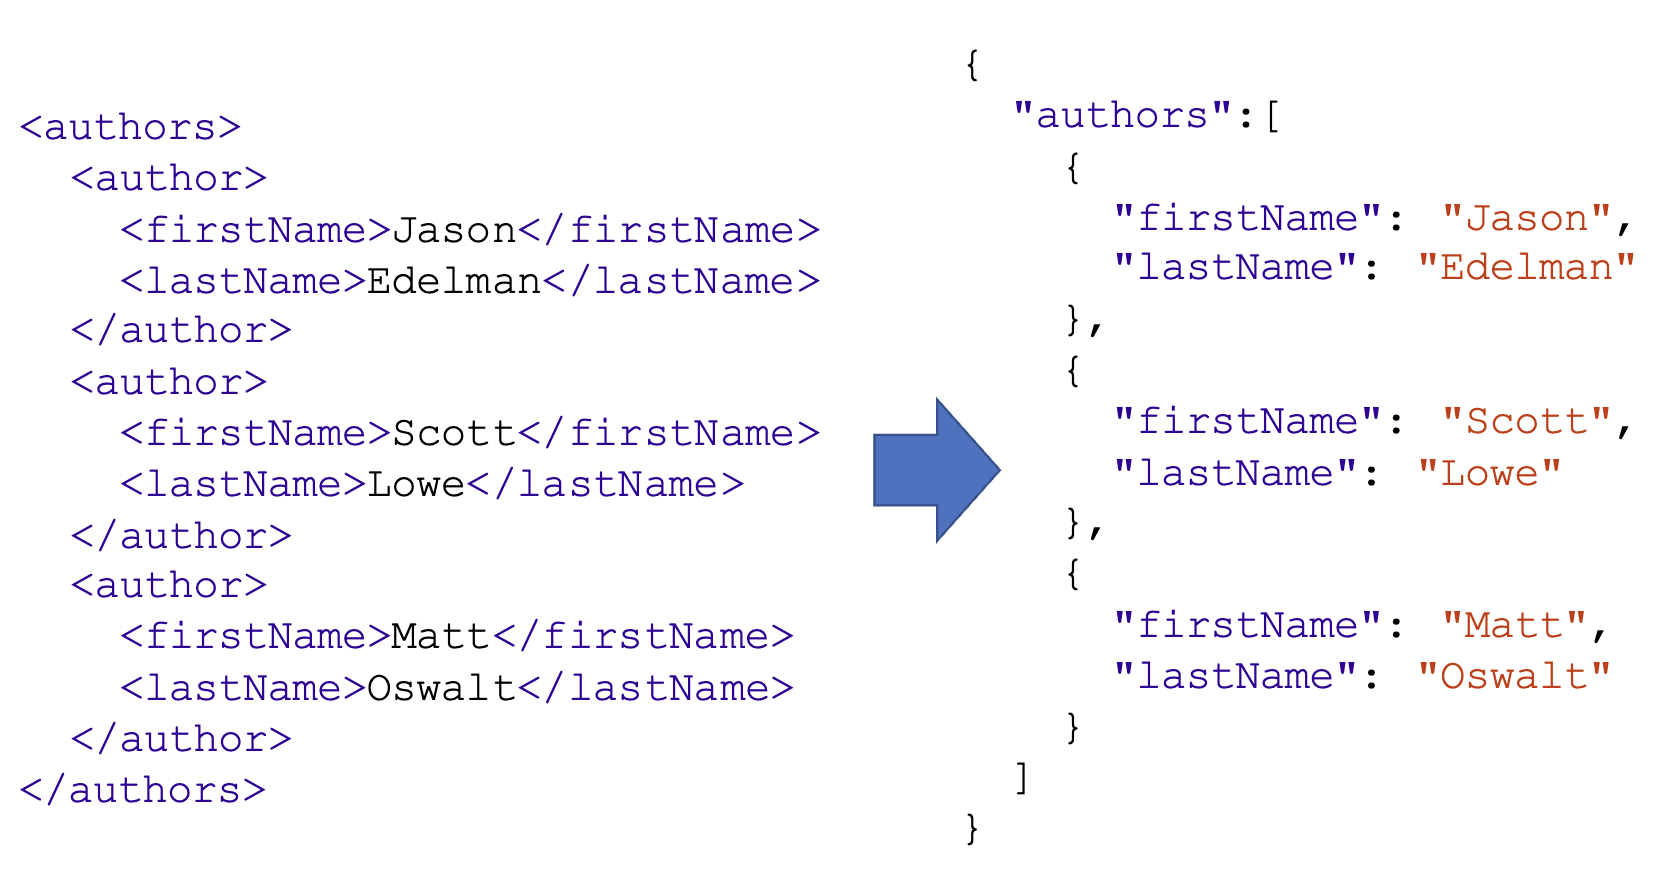 <authors>
  <author>
    <firstName>Jason</firstName>
    <lastName>Edelman</lastName>
  </author>
  <author>
    <firstName>Scott</firstName>
    <lastName>Lowe</lastName>
  </author>
  <author>
    <firstName>Matt</firstName>
    <lastName>Oswalt</lastName>
  </author>
</authors>
{
  "authors":[
    {
      "firstName": "Jason",
      "lastName": "Edelman"
    },
    {
      "firstName": "Scott",
      "lastName": "Lowe"
    },
    {
      "firstName": "Matt",
      "lastName": "Oswalt"
    }
  ]
}